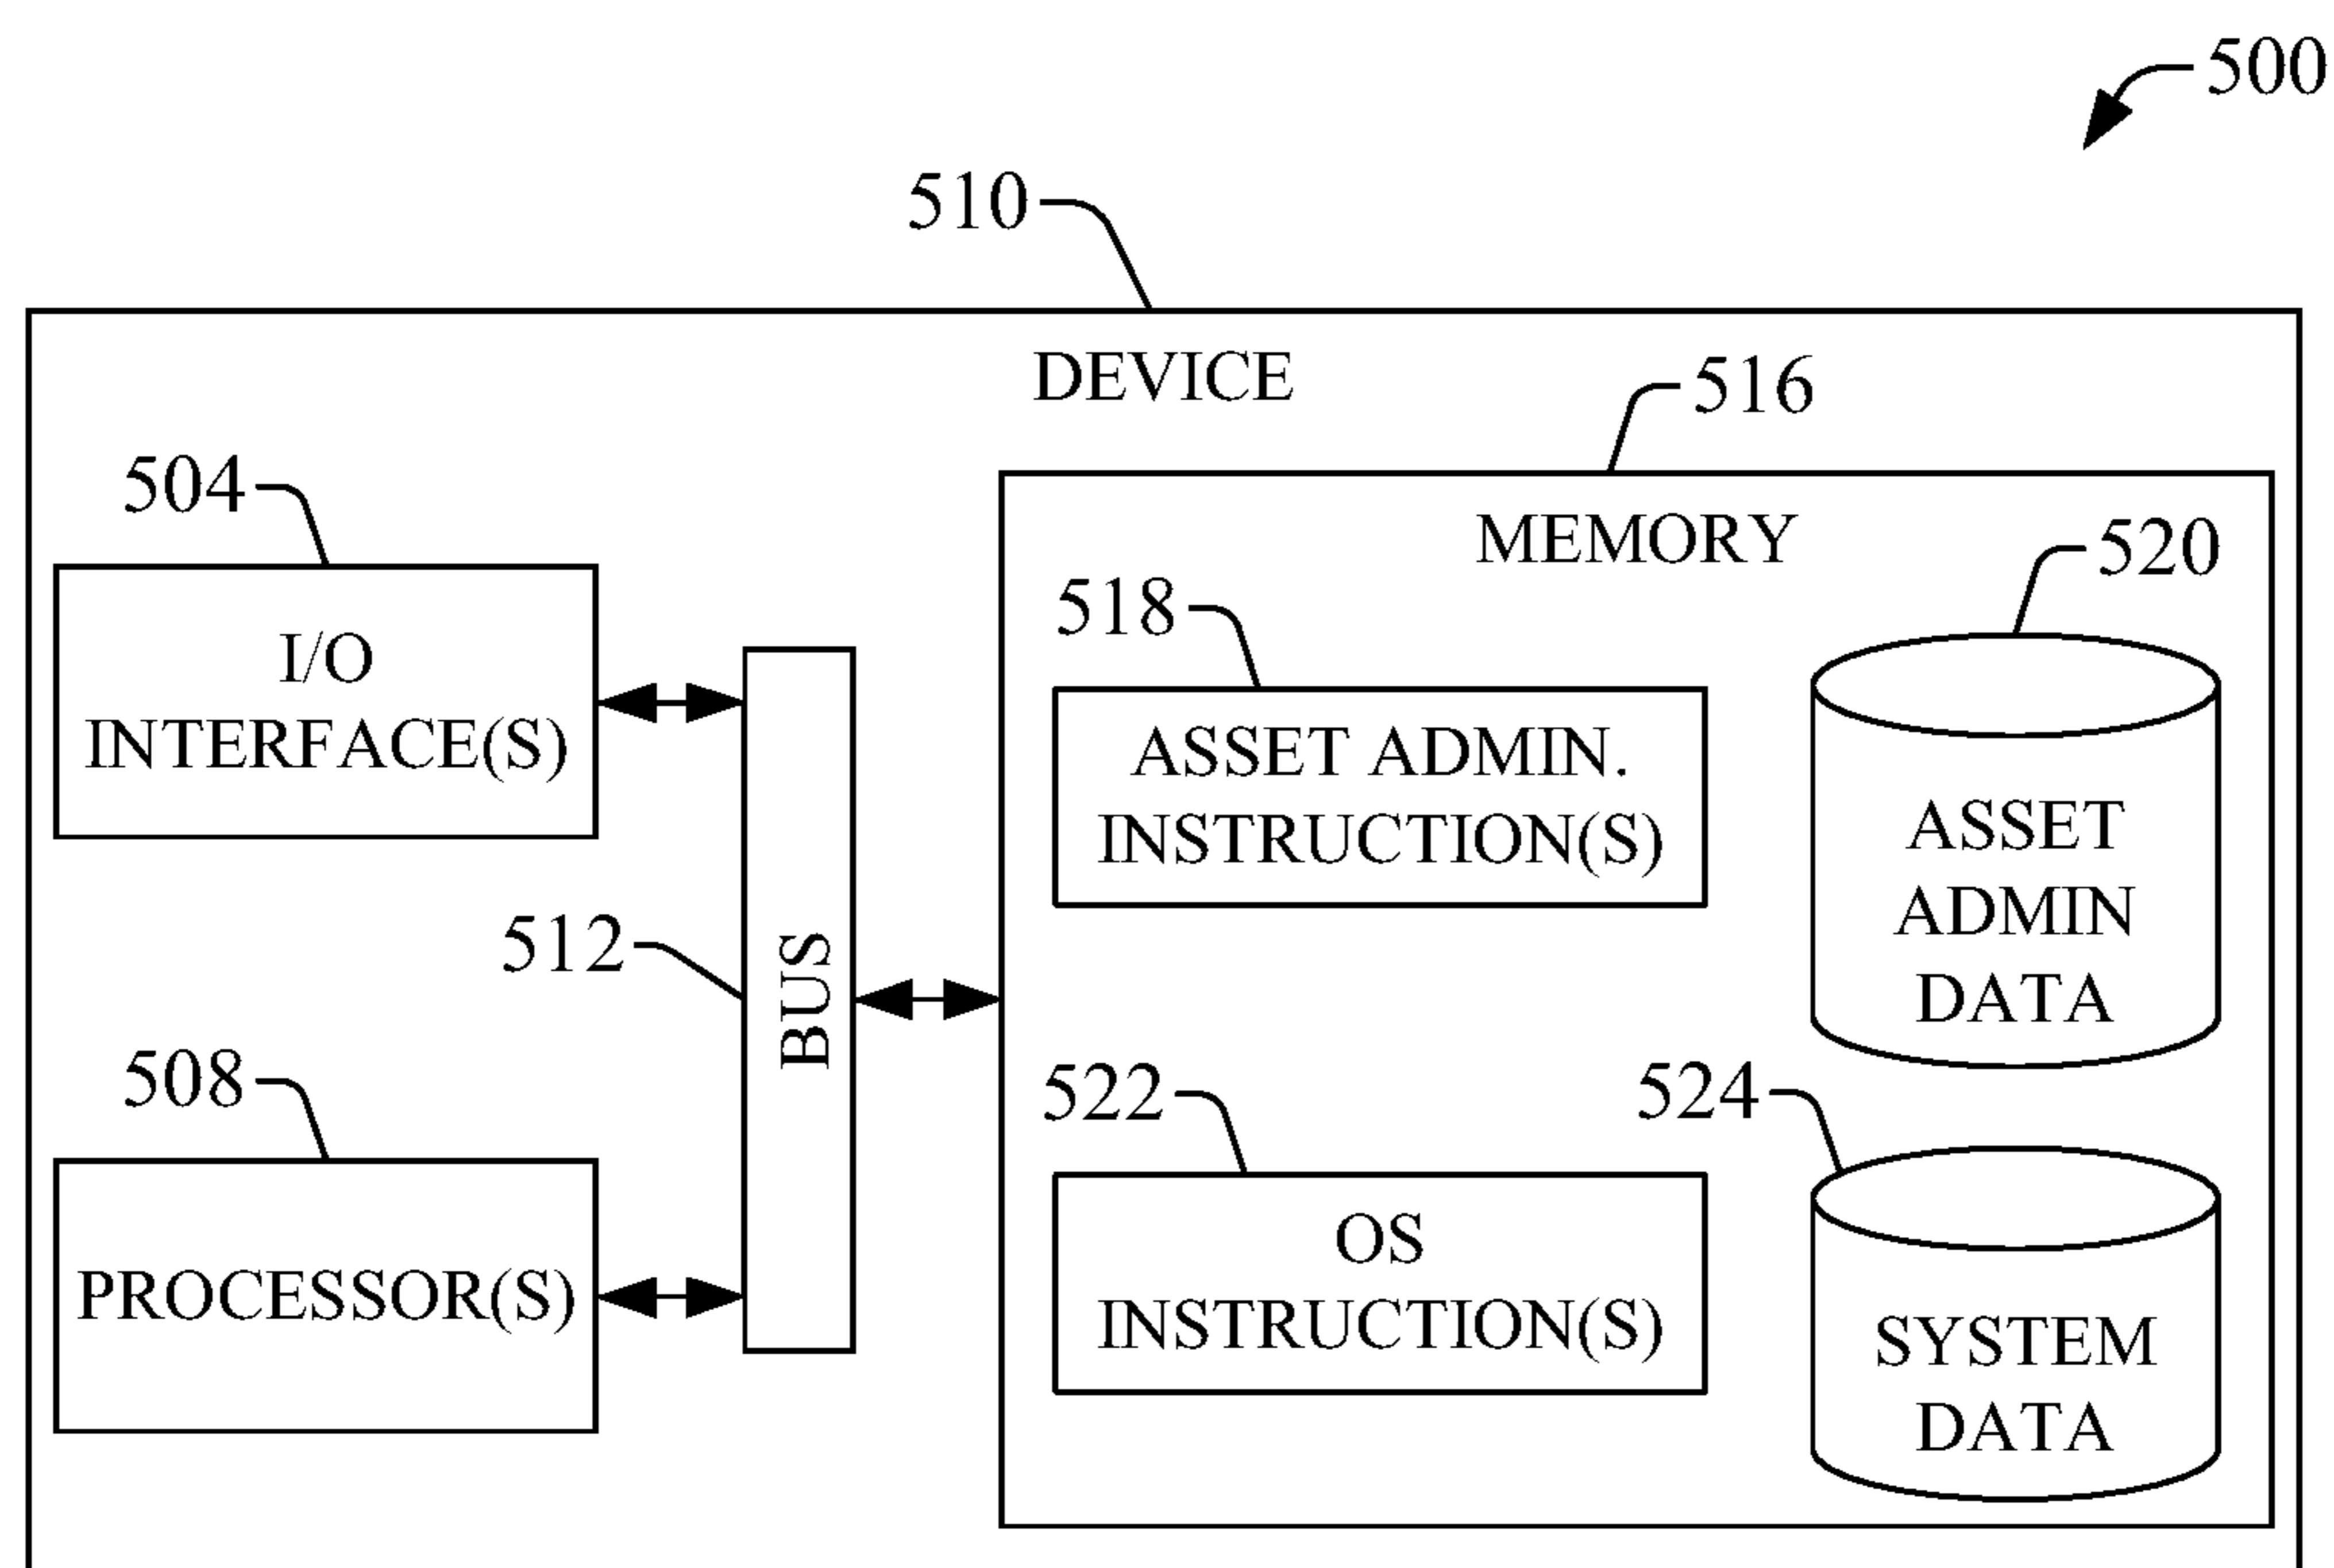 500
510
DEVICE
516
504
MEMORY
520
518
I/O
INTERFACE(S)
ASSET ADMIN.
INSTRUCTION(S)
ASSET
ADMIN
DATA
512
BUS
508
522
524
OS
INSTRUCTION(S)
PROCESSOR(S)
SYSTEM
DATA